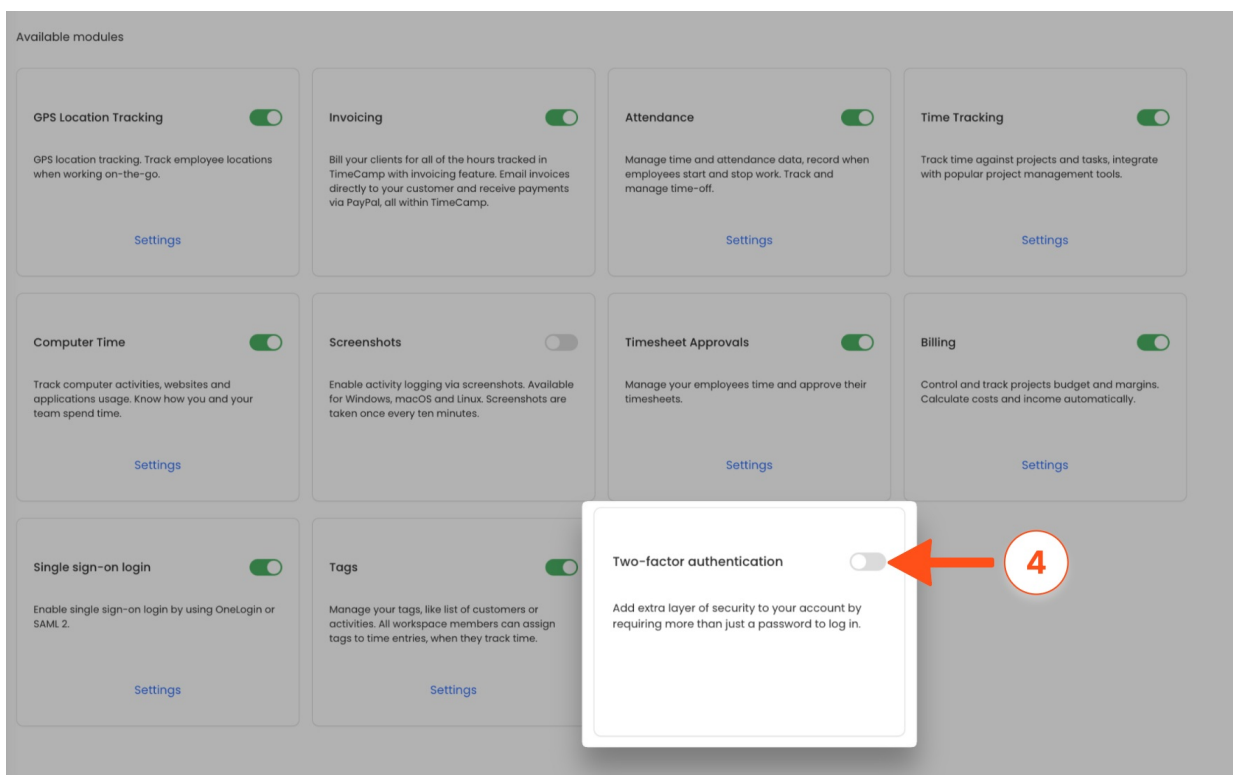 Available modules
GPS Location Tracking
GPS location tracking. Track employee locations
when working on-the-go.
Settings
Invoicing
Bill your clients for all of the hours tracked in
TimeCamp with invoicing feature. Email invoices
directly to your customer and receive payments
via PayPal, all within TimeCamp.
Attendance
Manage time and attendance data, record when
employees start and stop work. Track and
manage time-off.
Settings
Time Tracking
Track time against projects and tasks, integrate
with popular project management tools.
Settings
Computer Time
Track computer activities, websites and
applications usage. Know how you and your
team spend time.
Settings
Screenshots
Enable activity logging via screenshots. Available
for Windows, macOS and Linux. Screenshots are
taken once every ten minutes.
Timesheet Approvals
Manage your employees time and approve their
timesheets.
Settings
Billing
Control and track projects budget and margins.
Calculate costs and income automatically.
Settings
Single sign-on login
Enable single sign-on login by using OneLogin or
SAML 2.
Settings
Tags
Manage your tags, like list of customers or
activities. All workspace members can assign
tags to time entries, when they track time.
Settings
Two-factor authentication
Add extra layer of security to your account by
requiring more than just a password to log in.
4